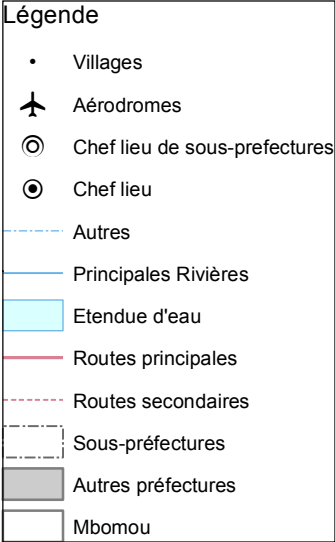 Légende
Villages
Aérodromes
Chef lieu de sous-prefectures
Chef lieu
Autres
Principales Rivières
Etendue d'eau
Routes principales
Routes secondaires
Sous-préfectures
Autres préfectures
Mbomou